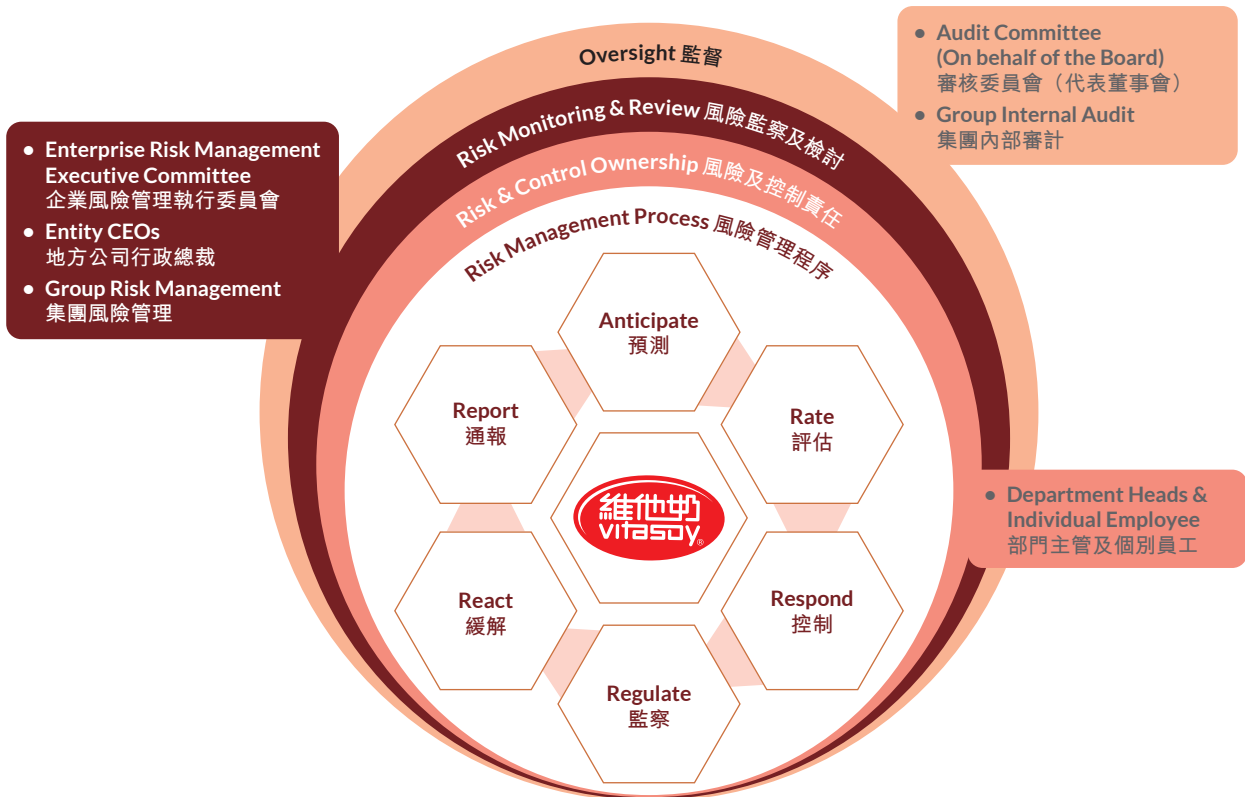 Oversight 監督
Risk Monitoring & Review 風險監察及檢討
Risk & Control Ownership 風險及控制責任
Risk Management Process 風險管理程序
● Audit Committee
(On behalf of the Board)
審核委員會（代表董事會）
● Group Internal Audit
集團內部審計
● Enterprise Risk Management
Executive Committee
企業風險管理執行委員會
● Entity CEOs
地方公司行政總裁
● Group Risk Management
集團風險管理
Anticipate
預測
Report
通報
Rate
評估
維他奶
vitasoy®
● Department Heads &
Individual Employee
部門主管及個別員工
React
緩解
Respond
控制
Regulate
監察